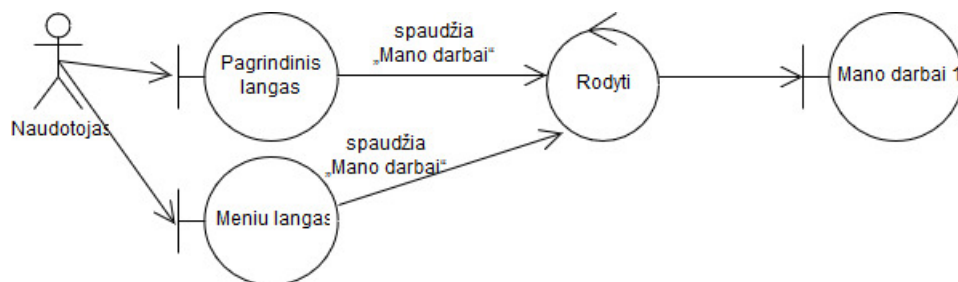 spaudžia
„Mano darbai“
Pagrindinis
langas
Rodyti
Mano darbai 1
Naudotojas
spaudžia
„Mano darbai“
Meniu langas